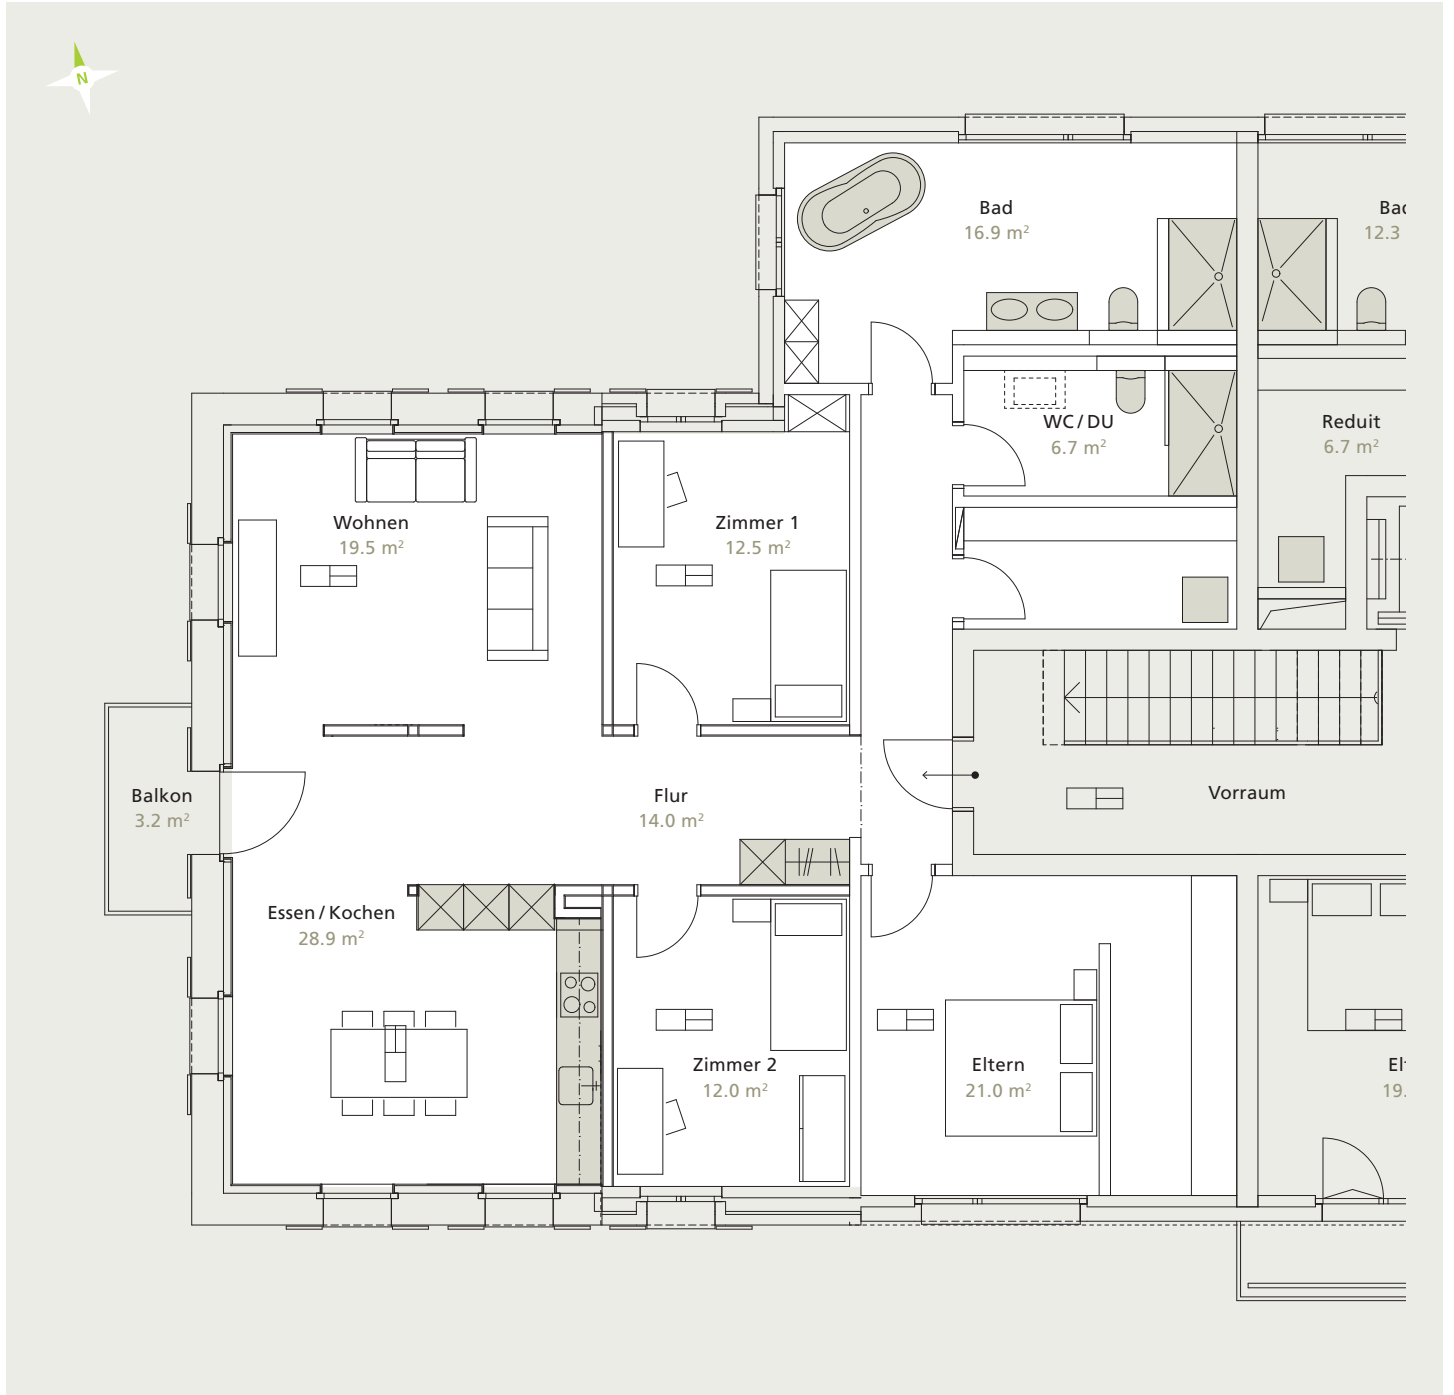 N
Bad
16.9 m²
Bad
12.3
WC / DU
6.7 m²
Reduit
6.7 m²
Wohnen
19.5 m²
Zimmer 1
12.5 m²
Balkon
3.2 m²
Flur
14.0 m²
Vorraum
Essen / Kochen
28.9 m²
Zimmer 2
12.0 m²
Eltern
21.0 m²
Elt
19.